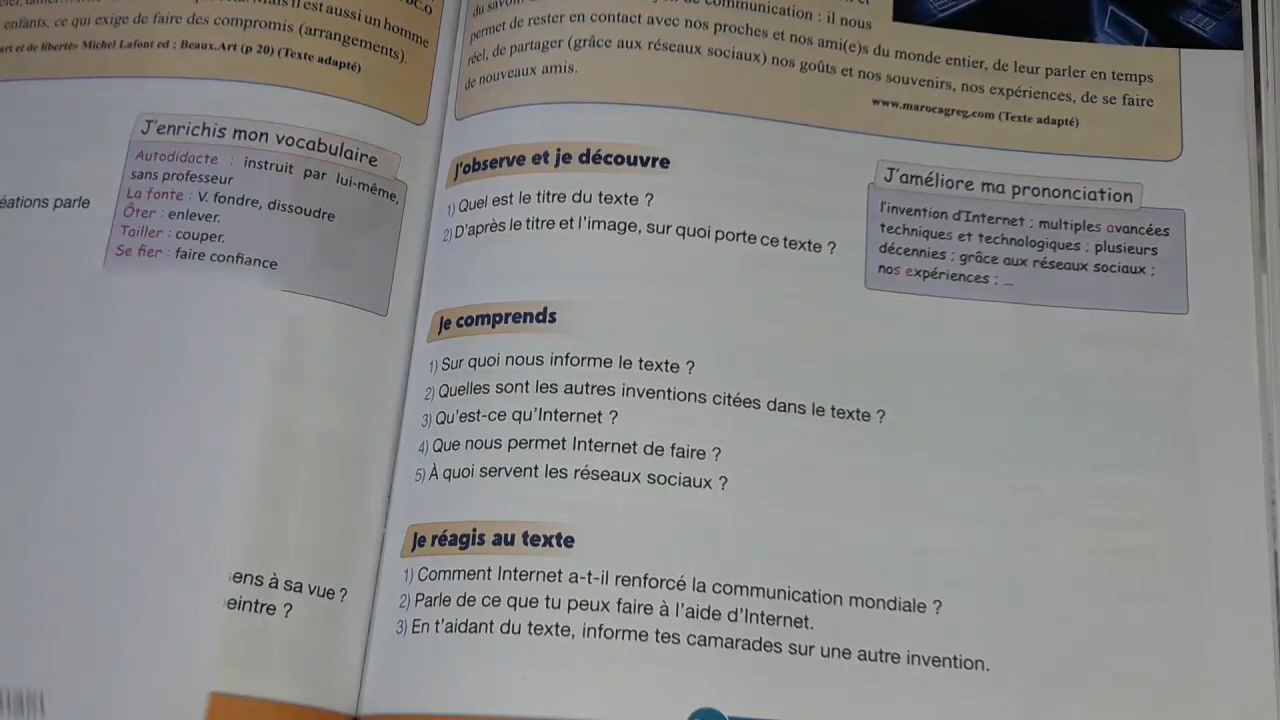 Il est aussi un homme
enfants, ce qui exige de faire des compromis (arrangements).
art et de libertés Michel Lafont ed ; Beaux.Art (p 20) (Texte adapté)
J'enrichis mon vocabulaire
Autodidacte : instruit par lui-même,
sans professeur
La fonte : V. fondre, dissoudre
Ôter : enlever.
Tailler : couper.
Se fier : faire confiance
éations parle
ens à sa vue ?
eintre ?
du savoir
communication : il nous
permet de rester en contact avec nos proches et nos ami(e)s du monde entier, de leur parler en temps
réel, de partager (grâce aux réseaux sociaux) nos goûts et nos souvenirs, nos expériences, de se faire
de nouveaux amis.
www.marocagreg.com (Texte adapté)
J'observe et je découvre
1) Quel est le titre du texte ?
2) D'après le titre et l'image, sur quoi porte ce texte ?
J'améliore ma prononciation
l'invention d'Internet ; multiples avancées
techniques et technologiques ; plusieurs
décennies ; grâce aux réseaux sociaux ;
nos expériences ; ...
Je comprends
1) Sur quoi nous informe le texte ?
2) Quelles sont les autres inventions citées dans le texte ?
3) Qu'est-ce qu'Internet ?
4) Que nous permet Internet de faire ?
5) À quoi servent les réseaux sociaux ?
Je réagis au texte
1) Comment Internet a-t-il renforcé la communication mondiale ?
2) Parle de ce que tu peux faire à l'aide d'Internet.
3) En t'aidant du texte, informe tes camarades sur une autre invention.